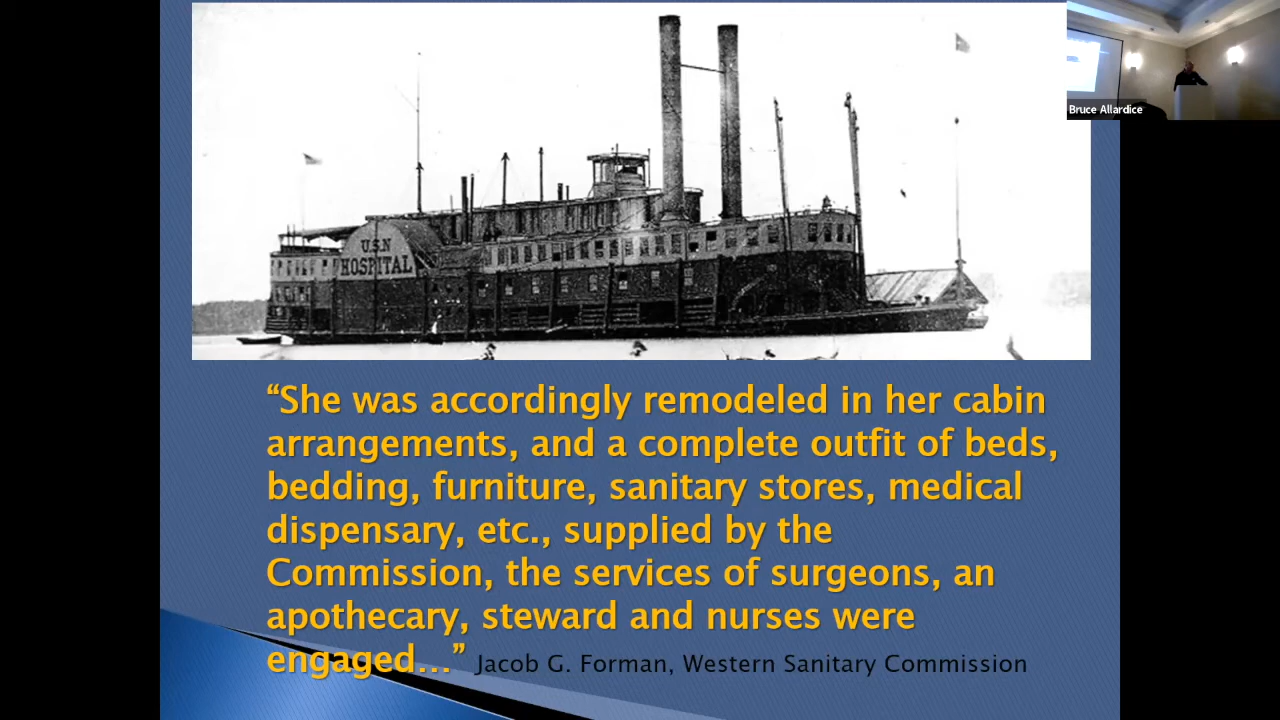 U.S.N
HOSPITAL
Bruce Allardice
“She was accordingly remodeled in her cabin
arrangements, and a complete outfit of beds,
bedding, furniture, sanitary stores, medical
dispensary, etc., supplied by the
Commission, the services of surgeons, an
apothecary, steward and nurses were
engaged…” Jacob G. Forman, Western Sanitary Commission